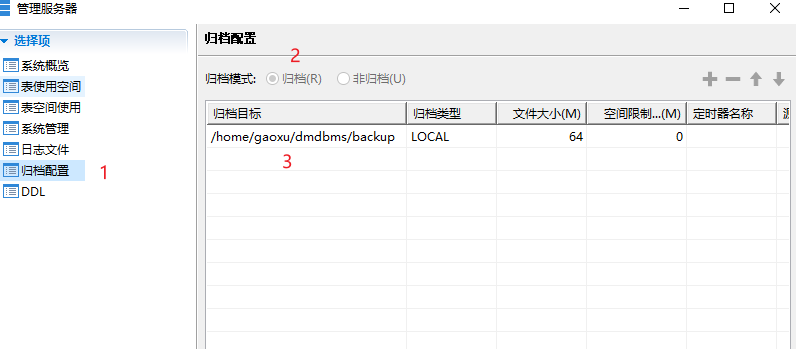 管理服务器
选择项
系统概览
表使用空间
表空间使用
系统管理
日志文件
归档配置
1
DDL
归档配置
2
归档模式: 归档(R) 非归档(U)
归档目标 归档类型 文件大小(M) 空间限制...(M) 定时器名称
/home/gaoxu/dmdbms/backup LOCAL 64 0
3